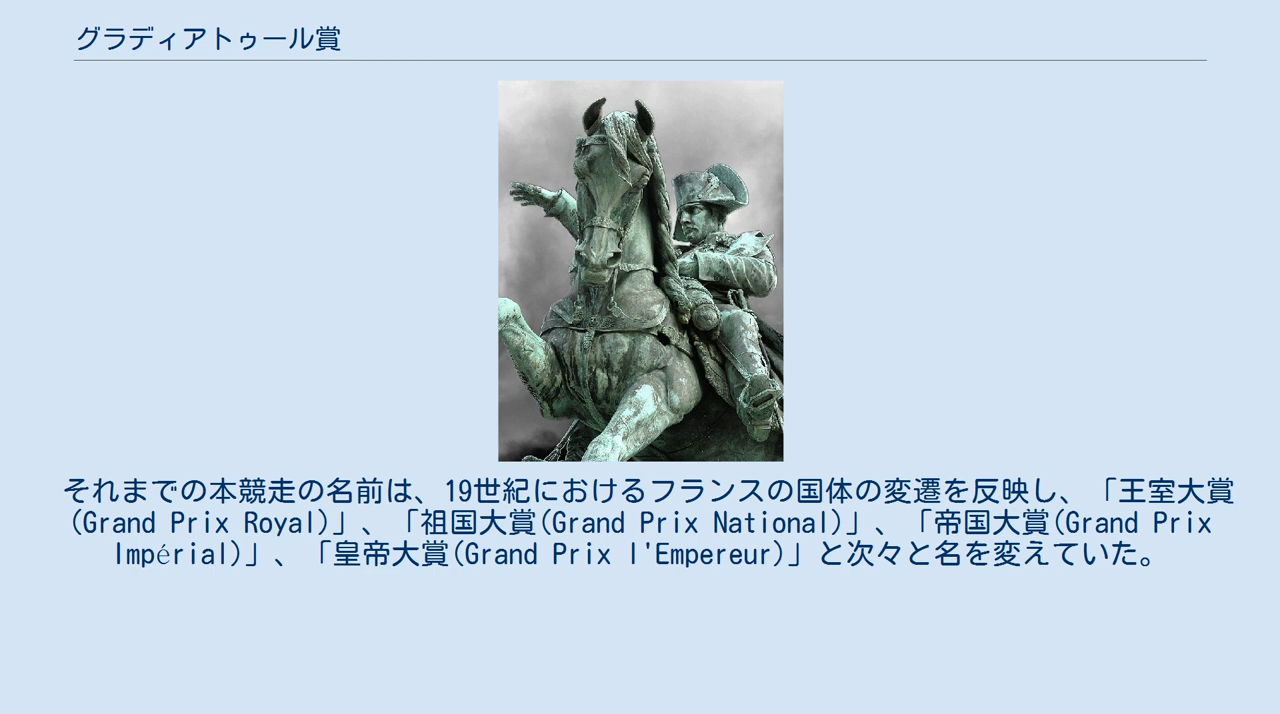 グラディアトゥール賞
それまでの本競走の名前は、19世紀におけるフランスの国体の変遷を反映し、「王室大賞
(Grand Prix Royal)」、「祖国大賞(Grand Prix National)」、「帝国大賞(Grand Prix
Impérial)」、「皇帝大賞(Grand Prix l'Empereur)」と次々と名を変えていた。